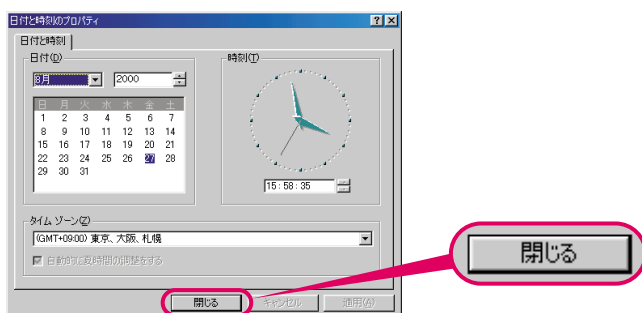 日付と時刻のプロパティ
日付と時刻
日付(D)
時刻(T)
8月
2000
日 月 火 水 木 金 土
1 2 3 4 5 6 7
8 9 10 11 12 13 14
15 16 17 18 19 20 21
22 23 24 25 26 27 28
29 30 31
15:58:35
タイム ゾーン(Z)
(GMT+09:00) 東京、大阪、札幌
自動的に夏時間の調整をする
閉じる
キャンセル
適用(A)
閉じる